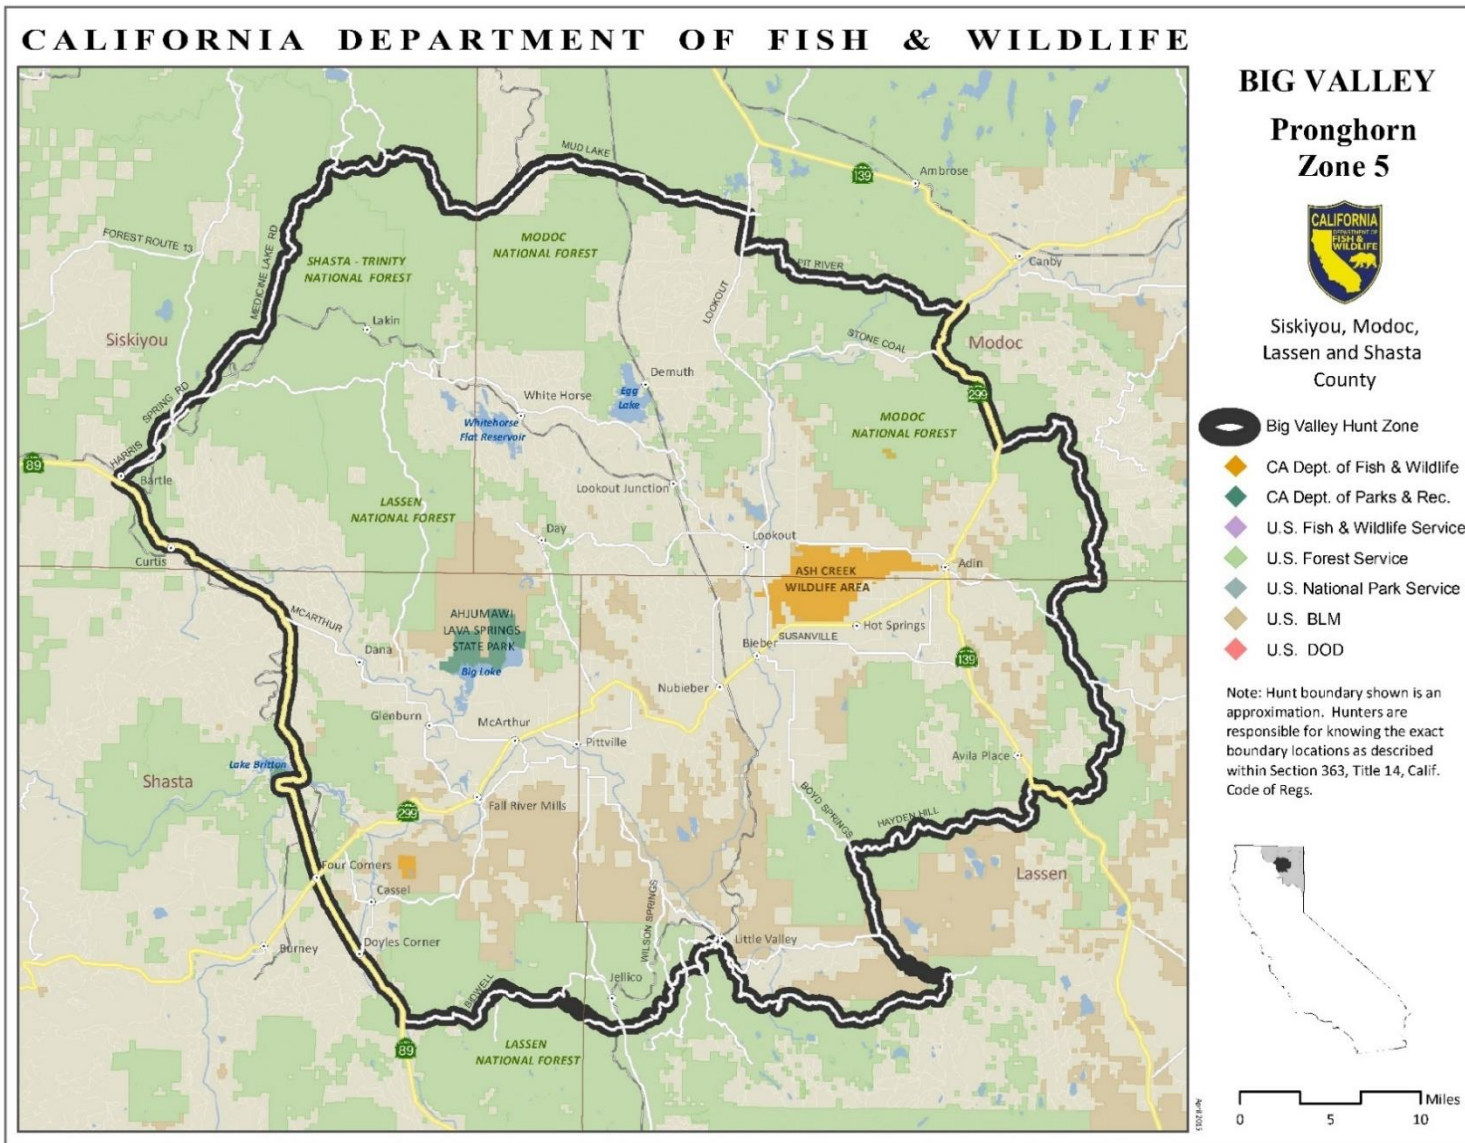 CALIFORNIA DEPARTMENT OF FISH & WILDLIFE
BIG VALLEY
Pronghorn
Zone 5
CALIFORNIA
DEPARTMENT OF
FISH &
WILDLIFE
Siskiyou, Modoc,
Lassen and Shasta
County
Big Valley Hunt Zone
CA Dept. of Fish & Wildlife
CA Dept. of Parks & Rec.
U.S. Fish & Wildlife Service
U.S. Forest Service
U.S. National Park Service
U.S. BLM
U.S. DOD
Note: Hunt boundary shown is an
approximation. Hunters are
responsible for knowing the exact
boundary locations as described
within Section 363, Title 14, Calif.
Code of Regs.
Miles
0 5 10
April 2015
MUD LAKE
139
Ambrose
FOREST ROUTE 13
MEDICINE LAKE RD
SHASTA - TRINITY
NATIONAL FOREST
MODOC
NATIONAL FOREST
PIT RIVER
Canby
LOOKOUT
Siskiyou
Lakin
STONE COAL
Modoc
299
Demuth
White Horse
Egg
Lake
Whitehorse
Flat Reservoir
MODOC
NATIONAL FOREST
HARRIS SPRING RD
89
Bartle
Lookout Junction
LASSEN
NATIONAL FOREST
Day
Lookout
Curtis
Adin
ASH CREEK
WILDLIFE AREA
MCARTHUR
AHJUMAWI
LAVA SPRINGS
STATE PARK
Hot Springs
SUSANVILLE
Bieber
139
Dana
Big Lake
Nubieber
Glenburn
McArthur
Pittville
Avila Place
Lake Britton
Shasta
Fall River Mills
299
BOYD SPRINGS
HAYDEN HILL
Four Corners
Cassel
Lassen
WILSON SPRINGS
Burney
Doyles Corner
Little Valley
BIDWELL
Jellico
89
LASSEN
NATIONAL FOREST